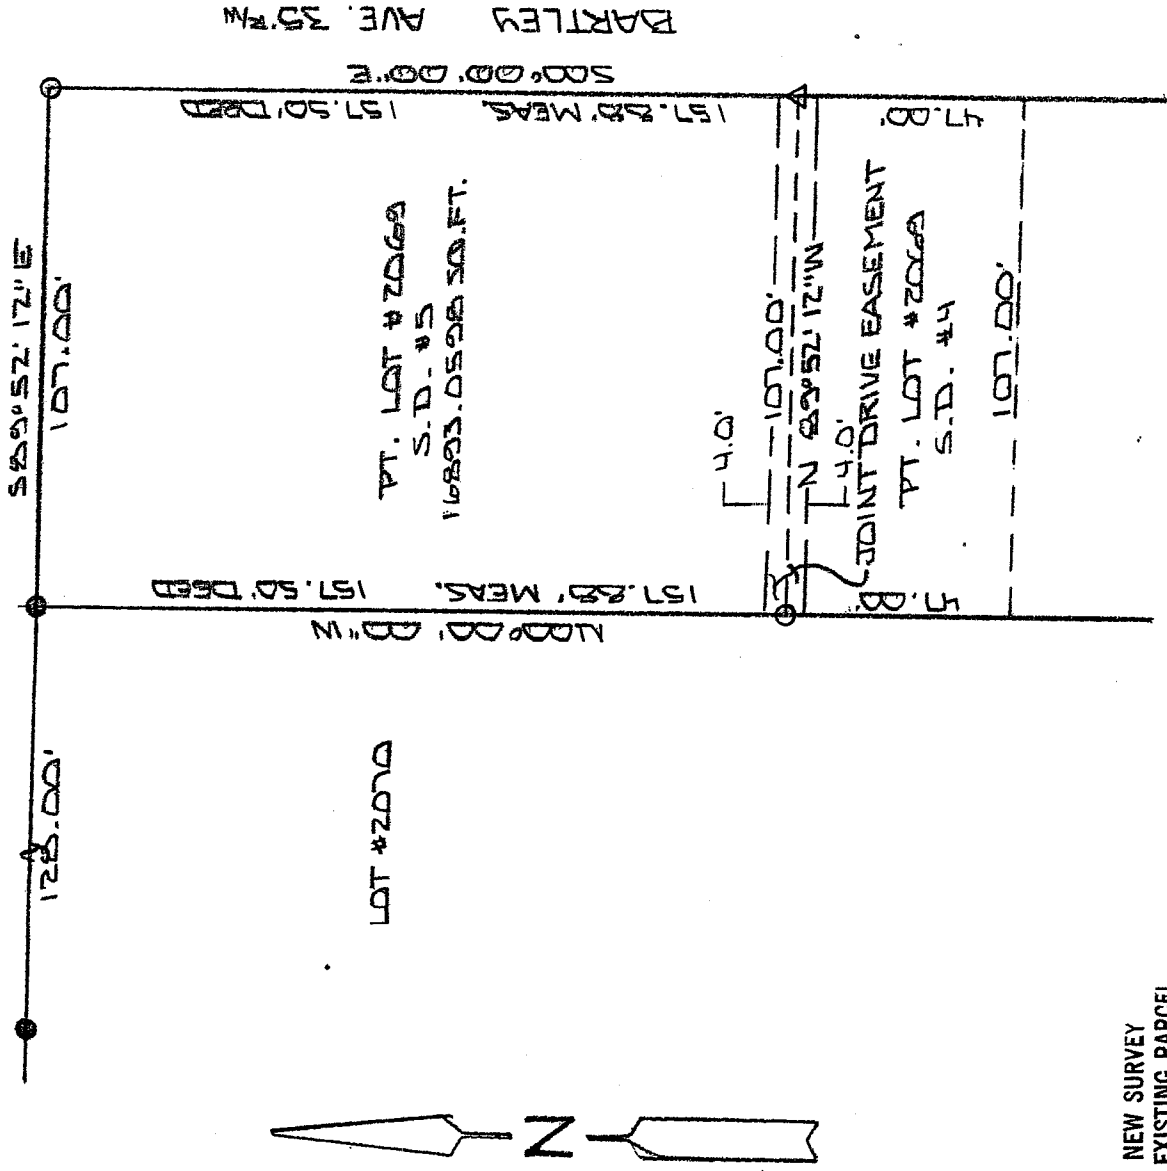 BARTLEY AVE. 35' R/W
S00°00'00"E
157.50' DEED 157.88' MEAS. 47.00'
S89°52'12"E
107.00'
PT. LOT #2069
S.D. #5
16893.0598 SQ.FT.
4.0'
107.00'
N 89°52'12"W
4.0'
JOINT DRIVE EASEMENT
PT. LOT #2069
S.D. #4
107.00'
157.50' DEED 157.88' MEAS. 47.00'
N00°00'00"W
128.00'
LOT #2070
N
NEW SURVEY
EXISTING PARCEL